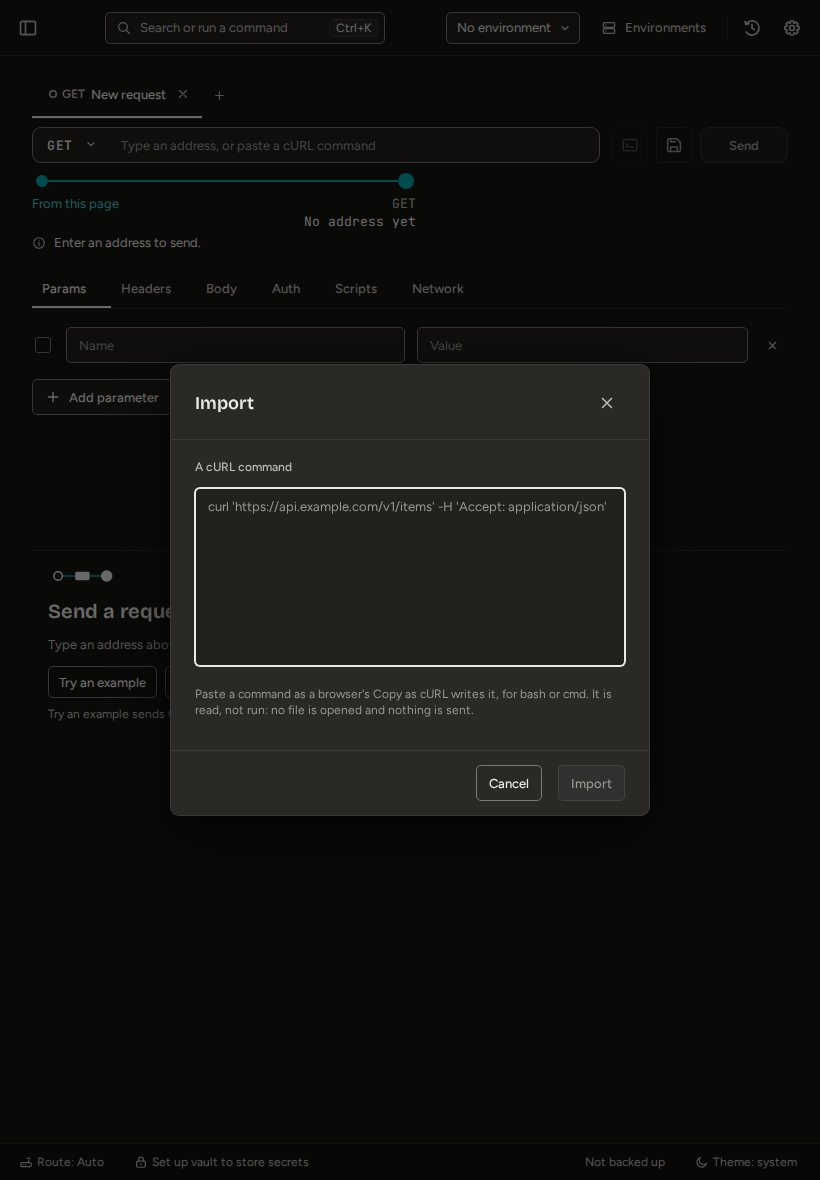 Search or run a command Ctrl+K No environment Environments
GET New request
GET Type an address, or paste a cURL command Send
From this page GET
No address yet
Enter an address to send.
Params Headers Body Auth Scripts Network
Name Value
Add parameter
Import
A cURL command
curl 'https://api.example.com/v1/items' -H 'Accept: application/json'
Send a reque
Type an address abo
Try an example
Paste a command as a browser's Copy as cURL writes it, for bash or cmd. It is
read, not run: no file is opened and nothing is sent.
Try an example sends
Cancel Import
Route: Auto Set up vault to store secrets Not backed up Theme: system